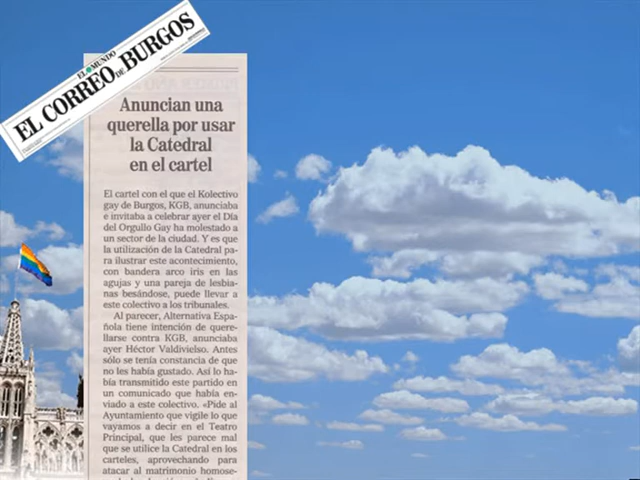 EL MUNDO
EL CORREO DE BURGOS
Anuncian una
querella por usar
la Catedral
en el cartel
El cartel con el que el Kolectivo
gay de Burgos, KGB, anunciaba
e invitaba a celebrar ayer el Día
del Orgullo Gay ha molestado a
un sector de la ciudad. Y es que
la utilización de la Catedral pa-
ra ilustrar este acontecimiento,
con bandera arco iris en las
agujas y una pareja de lesbia-
nas besándose, puede llevar a
este colectivo a los tribunales.
Al parecer, Alternativa Espa-
ñola tiene intención de quere-
llarse contra KGB, anunciaba
ayer Héctor Valdivielso. Antes
sólo se tenía constancia de que
no les había gustado. Así lo ha-
bía transmitido este partido en
un comunicado que había en-
viado a este colectivo. «Pide al
Ayuntamiento que vigile lo que
vayamos a decir en el Teatro
Principal, que les parece mal
que se utilice la Catedral en los
carteles, aprovechando para
atacar al matrimonio homose-